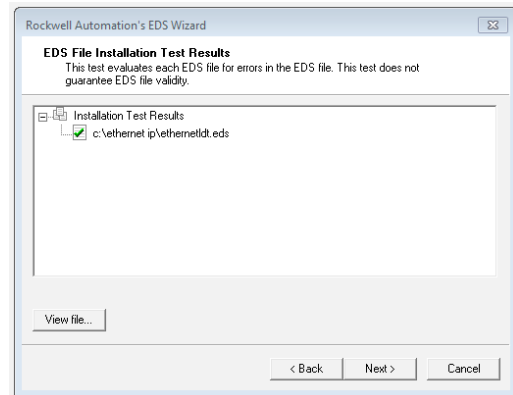 Rockwell Automation's EDS Wizard
EDS File Installation Test Results
This test evaluates each EDS file for errors in the EDS file. This test does not
guarantee EDS file validity.
Installation Test Results
c:\ethernet ip\ethernetldt.eds
View file...
< Back
Next >
Cancel